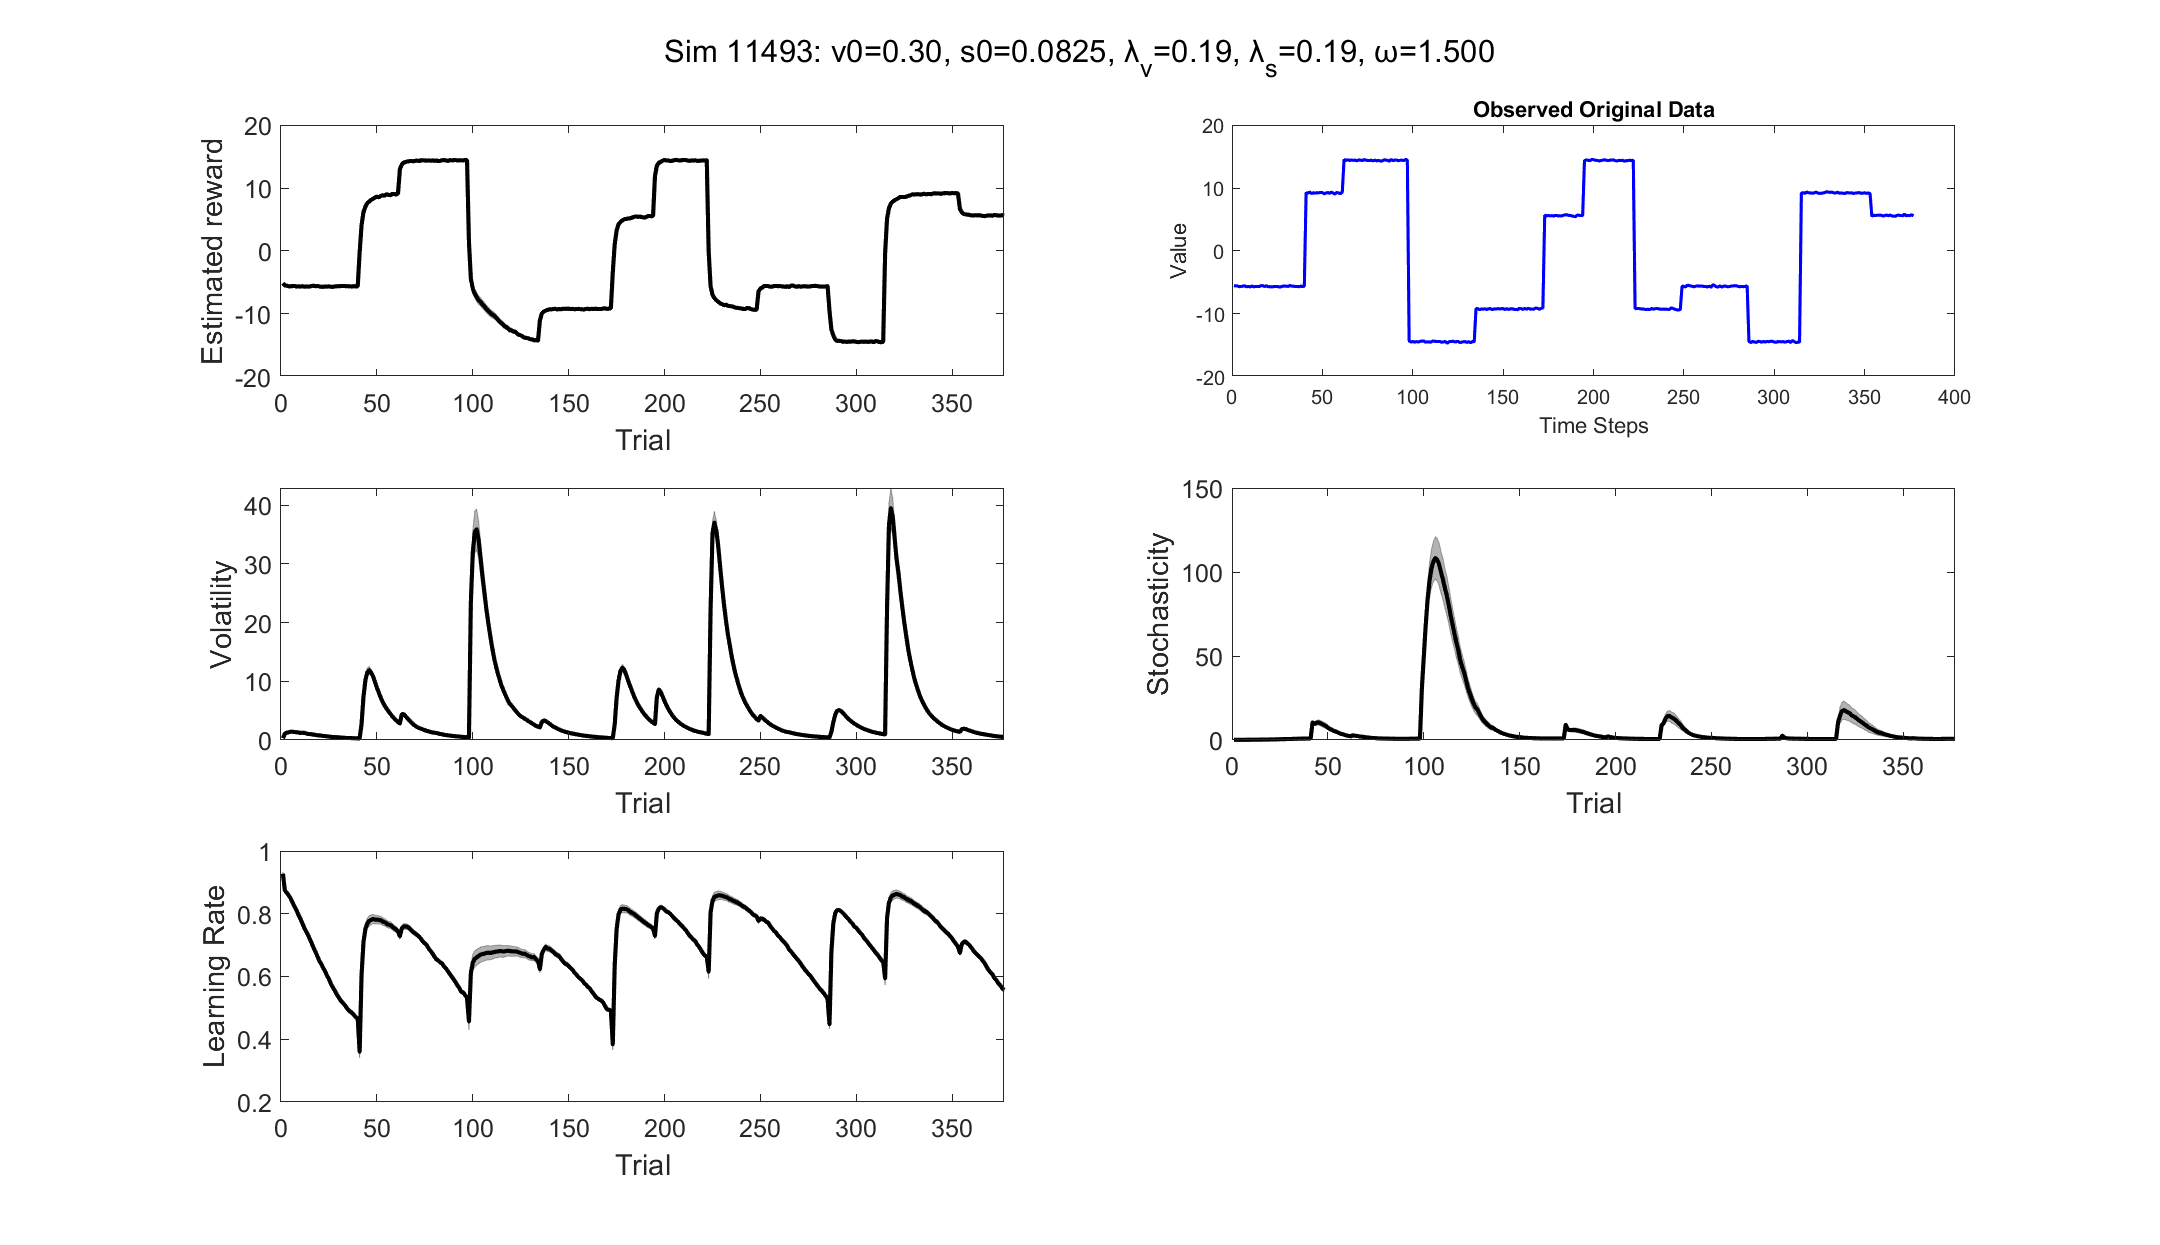 Sim 11493: v0=0.30, s0=0.0825, λ_v=0.19, λ_s=0.19, ω=1.500
Estimated reward
20
10
0
-10
-20
0 50 100 150 200 250 300 350
Trial
Observed Original Data
Value
20
10
0
-10
-20
0 50 100 150 200 250 300 350 400
Time Steps
Volatility
40
30
20
10
0
0 50 100 150 200 250 300 350
Trial
Stochasticity
150
100
50
0
0 50 100 150 200 250 300 350
Trial
Learning Rate
1
0.8
0.6
0.4
0.2
0 50 100 150 200 250 300 350
Trial